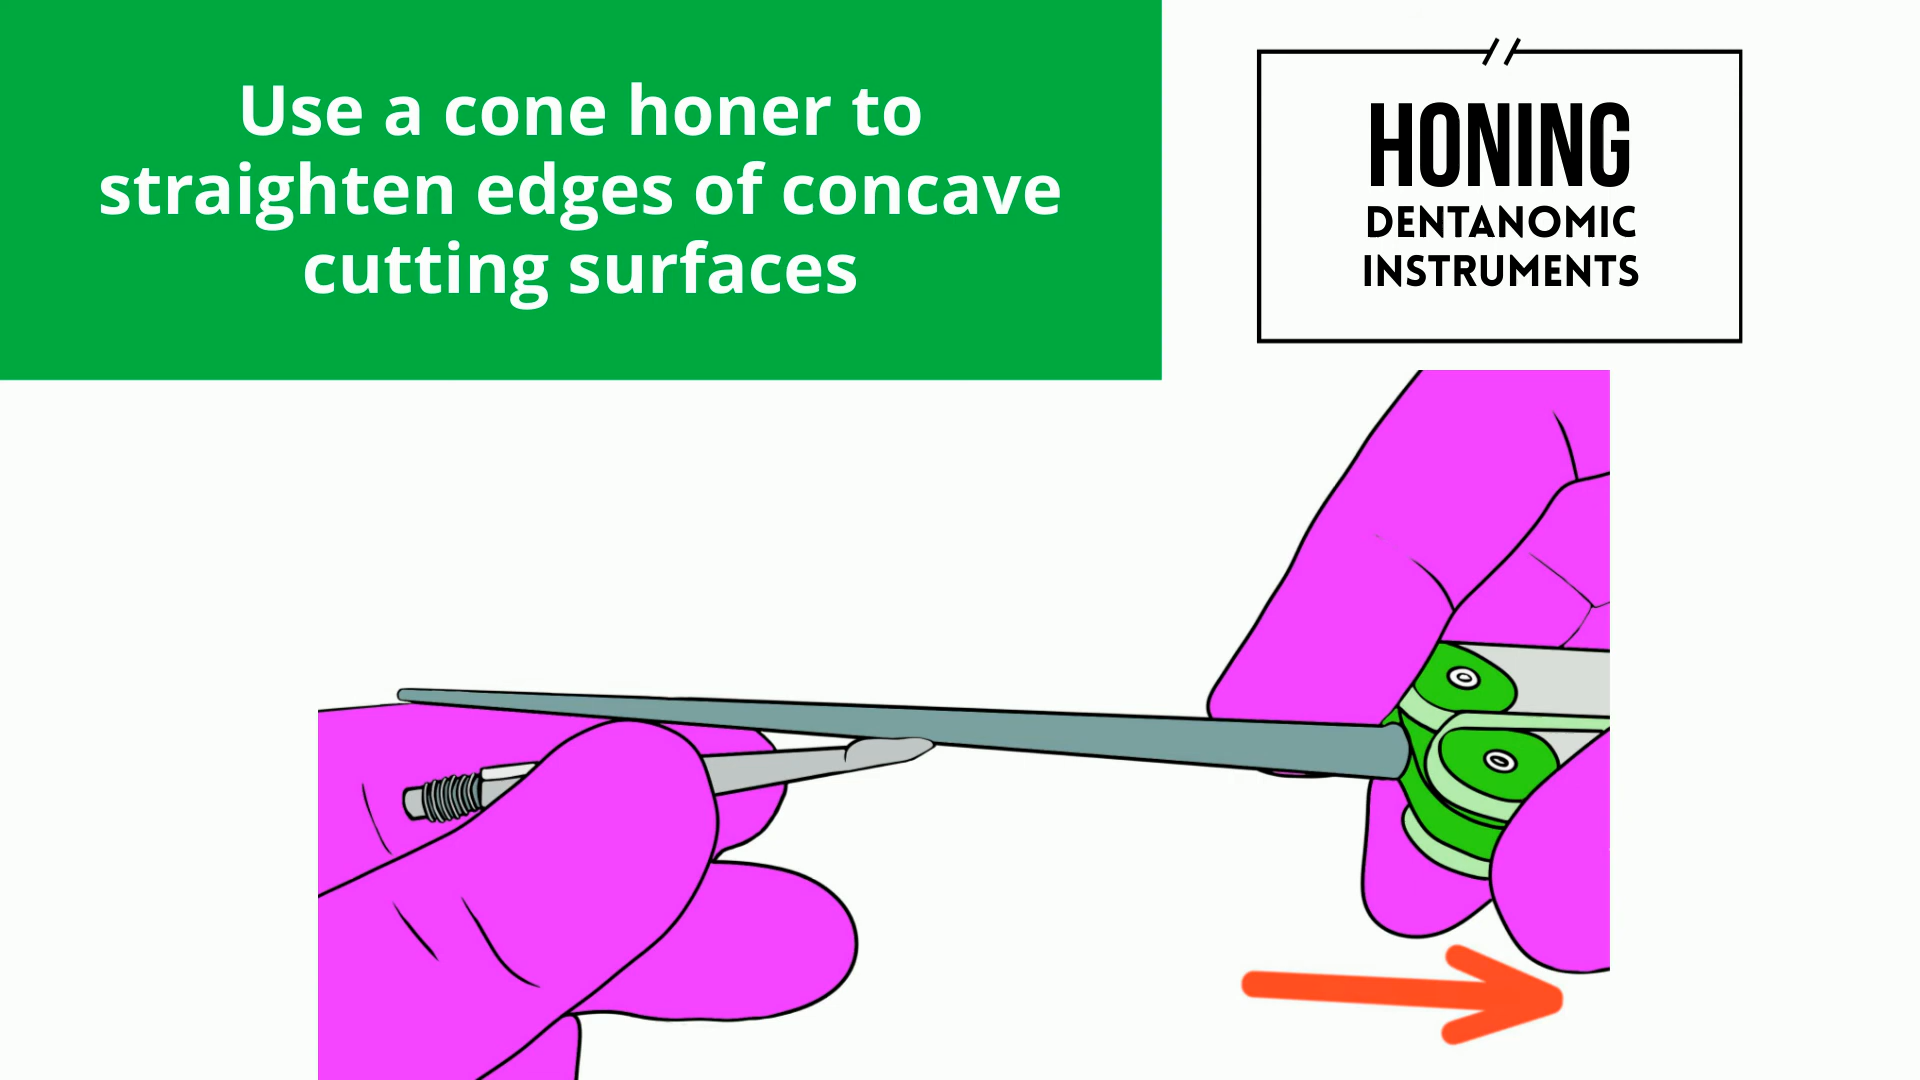 Use a cone honer to
straighten edges of concave
cutting surfaces
HONING
DENTANOMIC
INSTRUMENTS